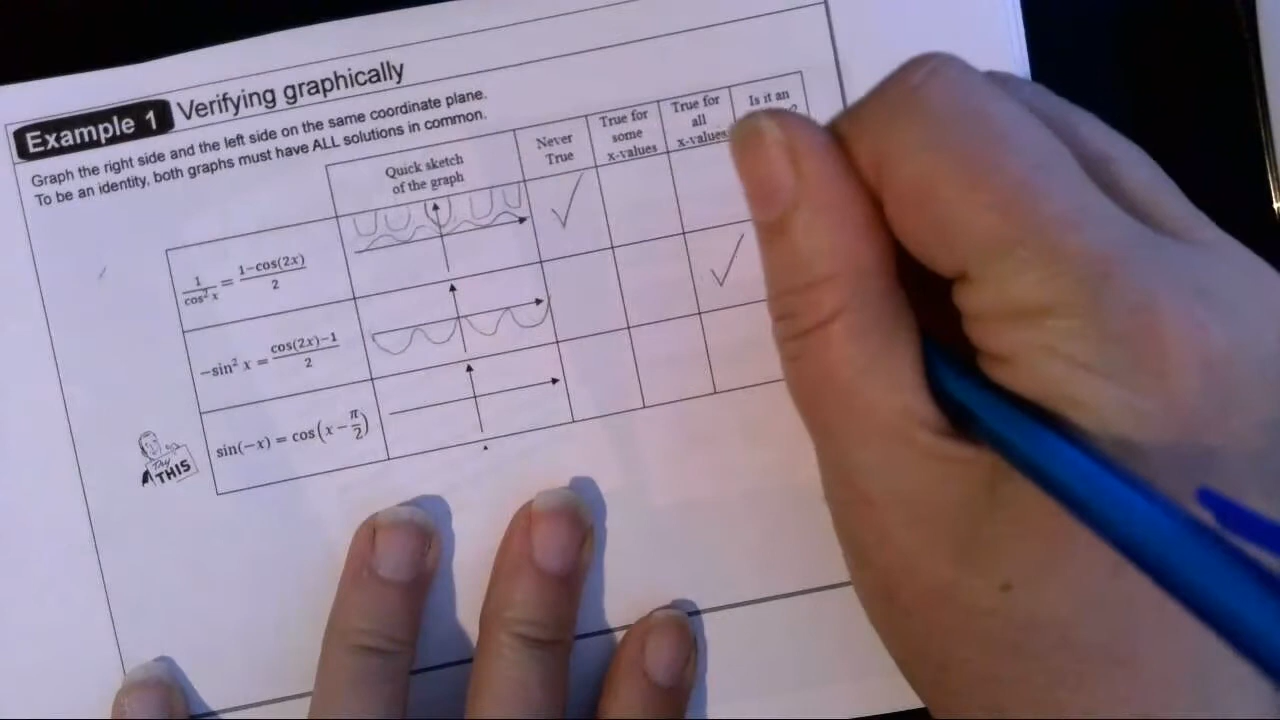 Example 1 Verifying graphically
Graph the right side and the left side on the same coordinate plane.
To be an identity, both graphs must have ALL solutions in common.
Quick sketch
of the graph
Never
True
True for
some
x-values
True for
all
x-values
Is it an
1/cos² x = (1−cos(2x))/2
−sin² x = (cos(2x)−1)/2
sin(−x) = cos(x − π/2)
Try
THIS